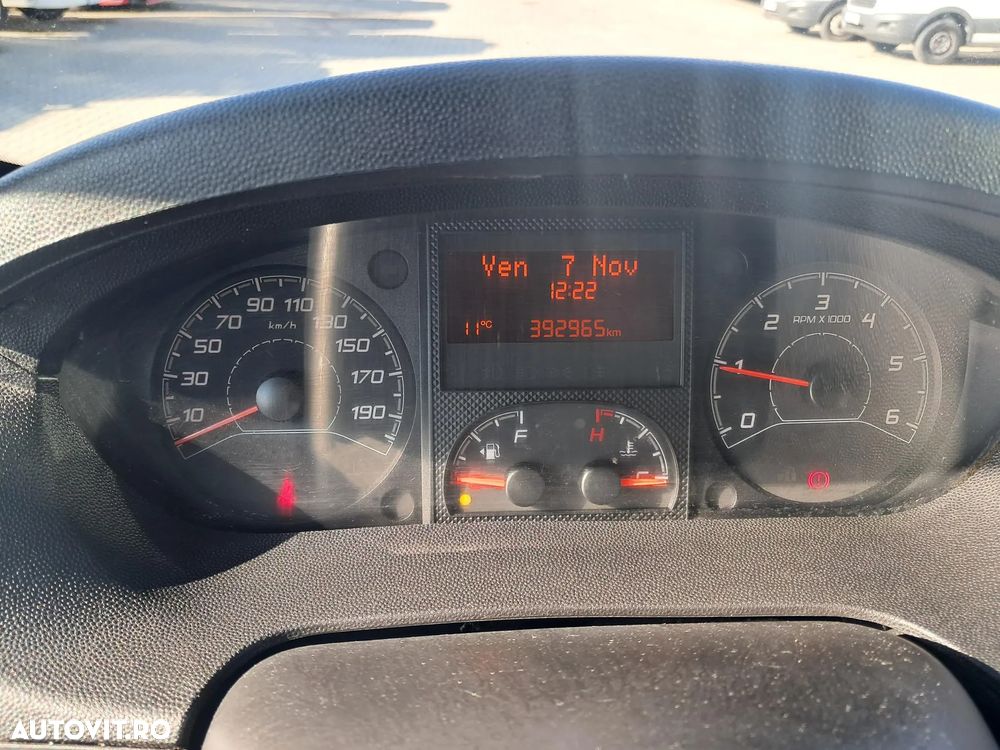 Ven 7 Nov
12:22
11°C 392965km
10 30 50 70 90 110 130 150 170 190
km/h
F
H
0 1 2 3 4 5 6
RPM X 1000
AUTOVIT.RO